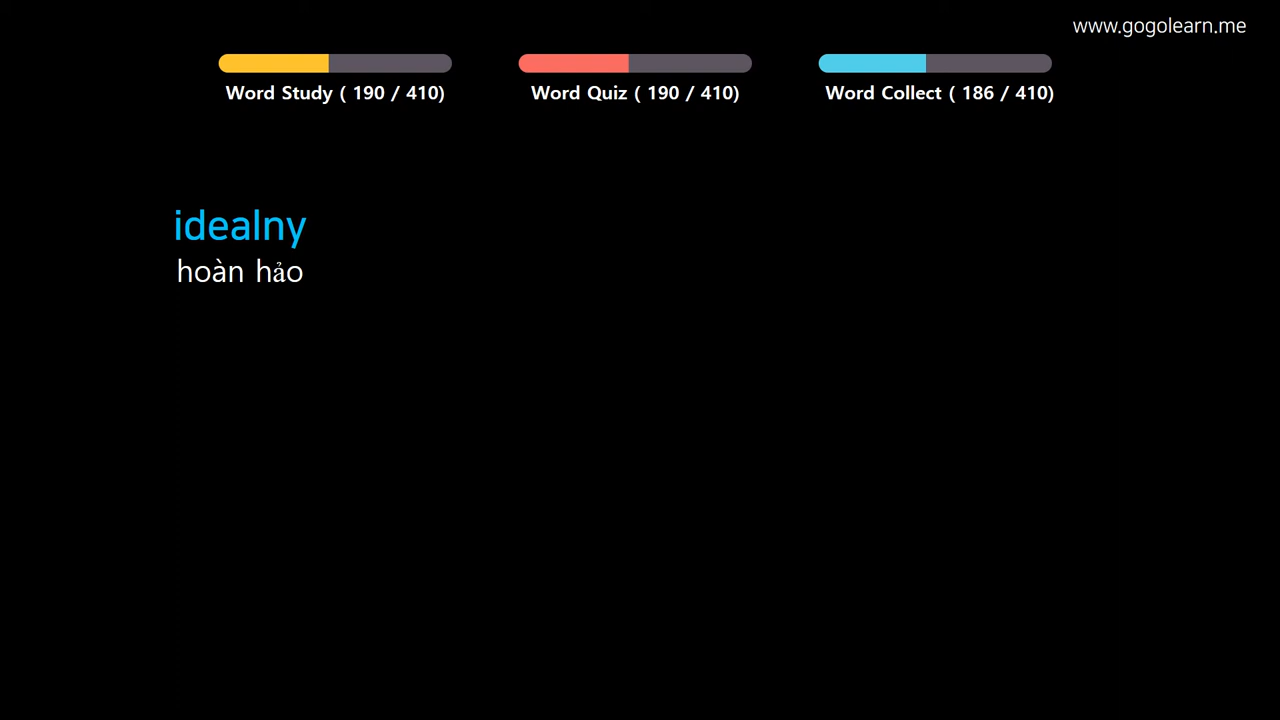 www.gogolearn.me
Word Study ( 190 / 410)
Word Quiz ( 190 / 410)
Word Collect ( 186 / 410)
idealny
hoàn hảo